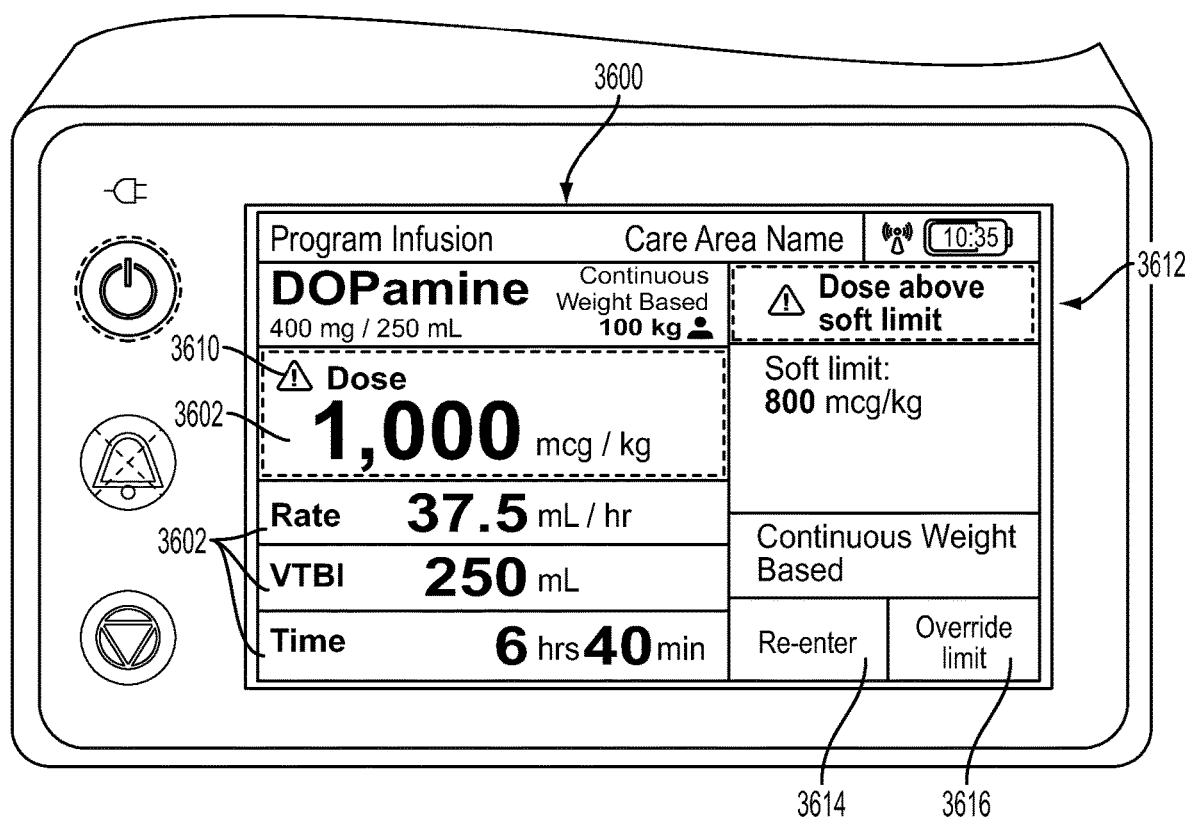 3600
Program Infusion Care Area Name 10:35
3612
DOPamine Continuous
Weight Based
400 mg / 250 mL 100 kg
Dose above
soft limit
3610
Dose
3602
1,000 mcg / kg
Soft limit:
800 mcg/kg
Rate 37.5 mL / hr
3602
VTBI 250 mL
Time 6 hrs 40 min
Continuous Weight
Based
Re-enter
Override
limit
3614
3616